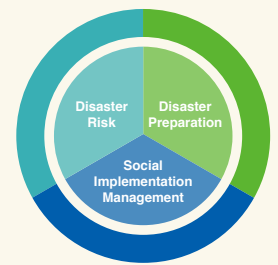 Disaster
Risk
Disaster
Preparation
Social
Implementation
Management